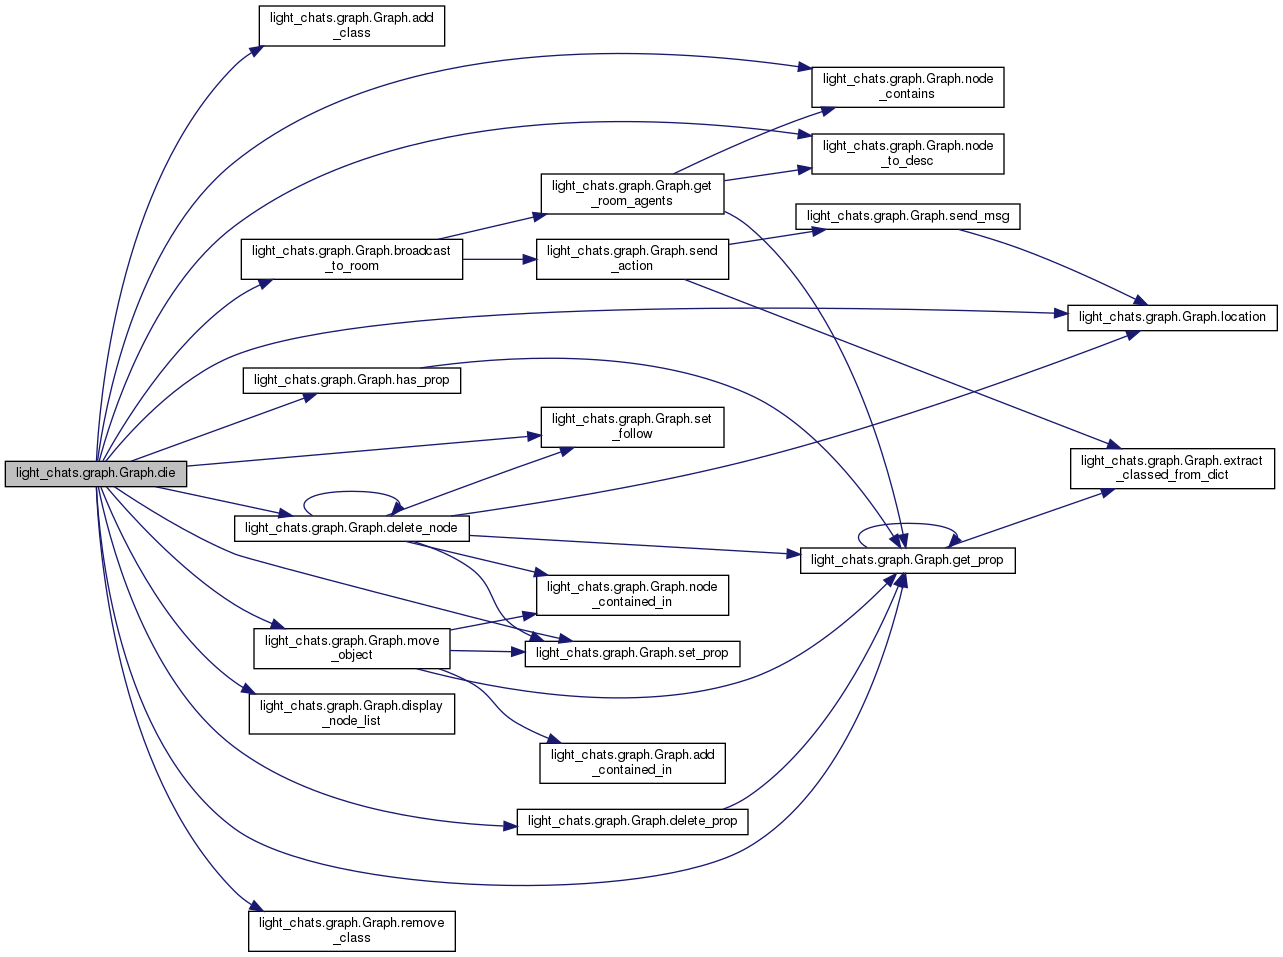 light_chats.graph.Graph.add
_class
light_chats.graph.Graph.node
_contains
light_chats.graph.Graph.node
_to_desc
light_chats.graph.Graph.get
_room_agents
light_chats.graph.Graph.send_msg
light_chats.graph.Graph.broadcast
_to_room
light_chats.graph.Graph.send
_action
light_chats.graph.Graph.location
light_chats.graph.Graph.has_prop
light_chats.graph.Graph.set
_follow
light_chats.graph.Graph.die
light_chats.graph.Graph.extract
_classed_from_dict
light_chats.graph.Graph.delete_node
light_chats.graph.Graph.get_prop
light_chats.graph.Graph.node
_contained_in
light_chats.graph.Graph.move
_object
light_chats.graph.Graph.set_prop
light_chats.graph.Graph.display
_node_list
light_chats.graph.Graph.add
_contained_in
light_chats.graph.Graph.delete_prop
light_chats.graph.Graph.remove
_class